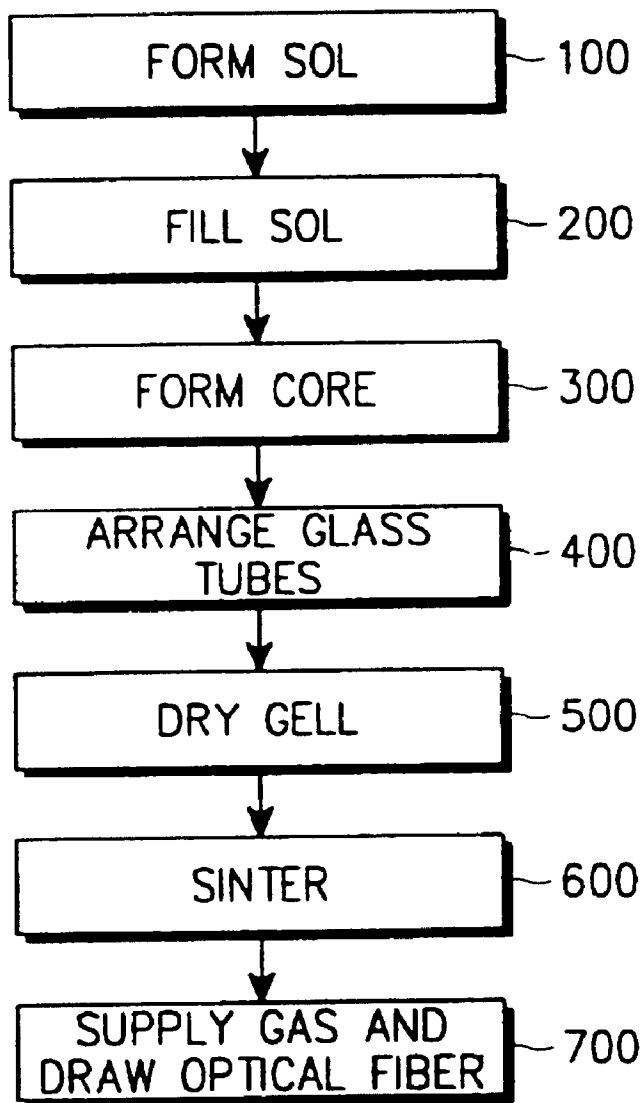 FORM SOL
100
FILL SOL
200
FORM CORE
300
ARRANGE GLASS
TUBES
400
DRY GELL
500
SINTER
600
SUPPLY GAS AND
DRAW OPTICAL FIBER
700